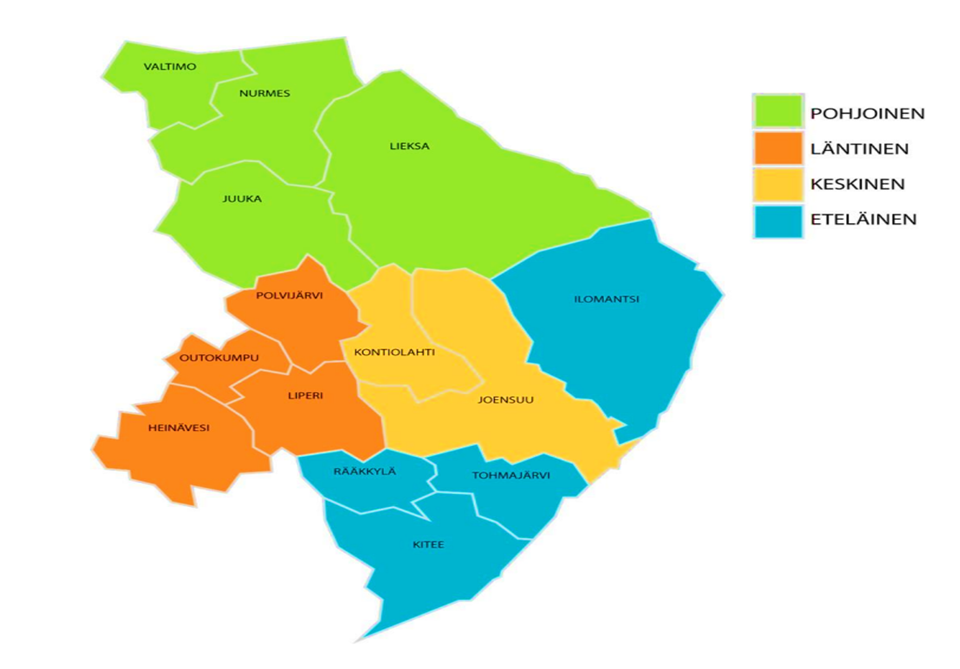 VALTIMO
NURMES
LIEKSA
JUUKA
POLVIJÄRVI
ILOMANTSI
KONTIOLAHTI
OUTOKUMPU
LIPERI
JOENSUU
HEINÄVESI
RÄÄKKYLÄ
TOHMAJÄRVI
KITEE
POHJOINEN
LÄNTINEN
KESKINEN
ETELÄINEN